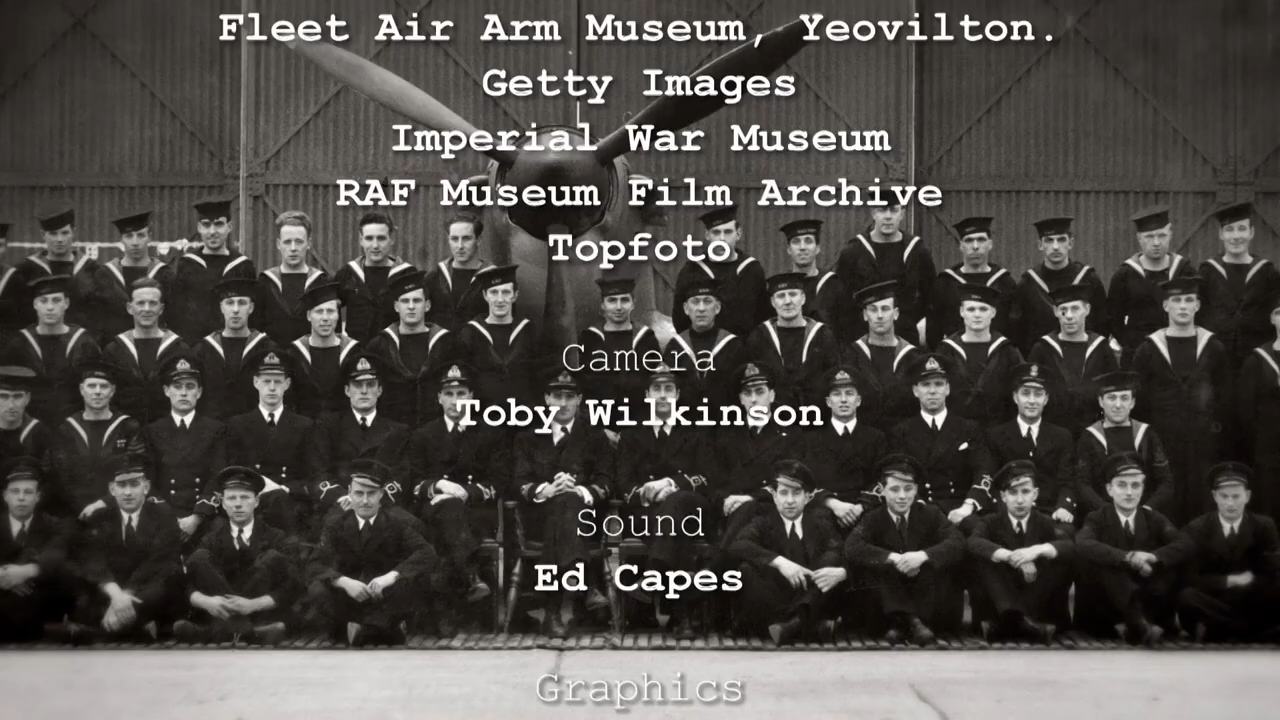 Fleet Air Arm Museum, Yeovilton.
Getty Images
Imperial War Museum
RAF Museum Film Archive
Topfoto
Camera
Toby Wilkinson
Sound
Ed Capes
Graphics